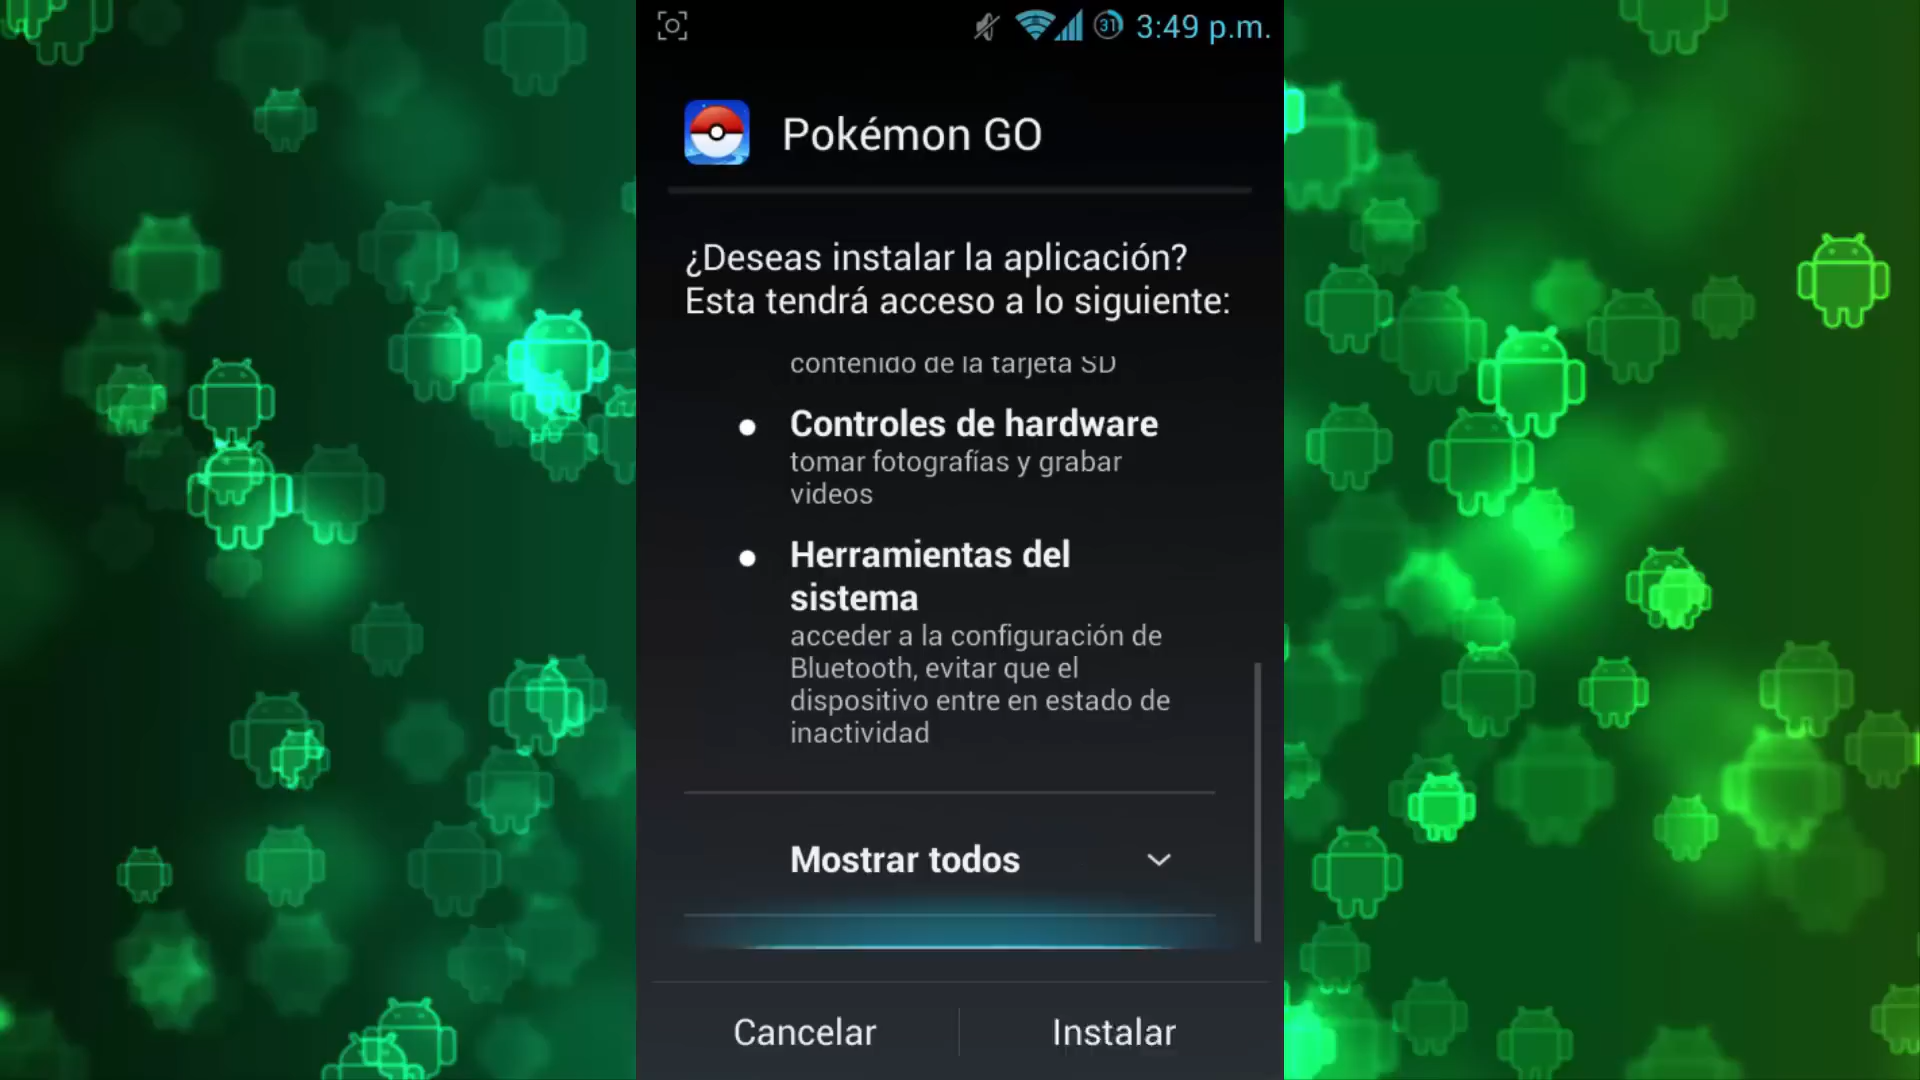 31 3:49 p.m.
Pokémon GO
¿Deseas instalar la aplicación?
Esta tendrá acceso a lo siguiente:
contenido de la tarjeta SD
Controles de hardware
tomar fotografías y grabar
videos
Herramientas del
sistema
acceder a la configuración de
Bluetooth, evitar que el
dispositivo entre en estado de
inactividad
Mostrar todos
Cancelar
Instalar